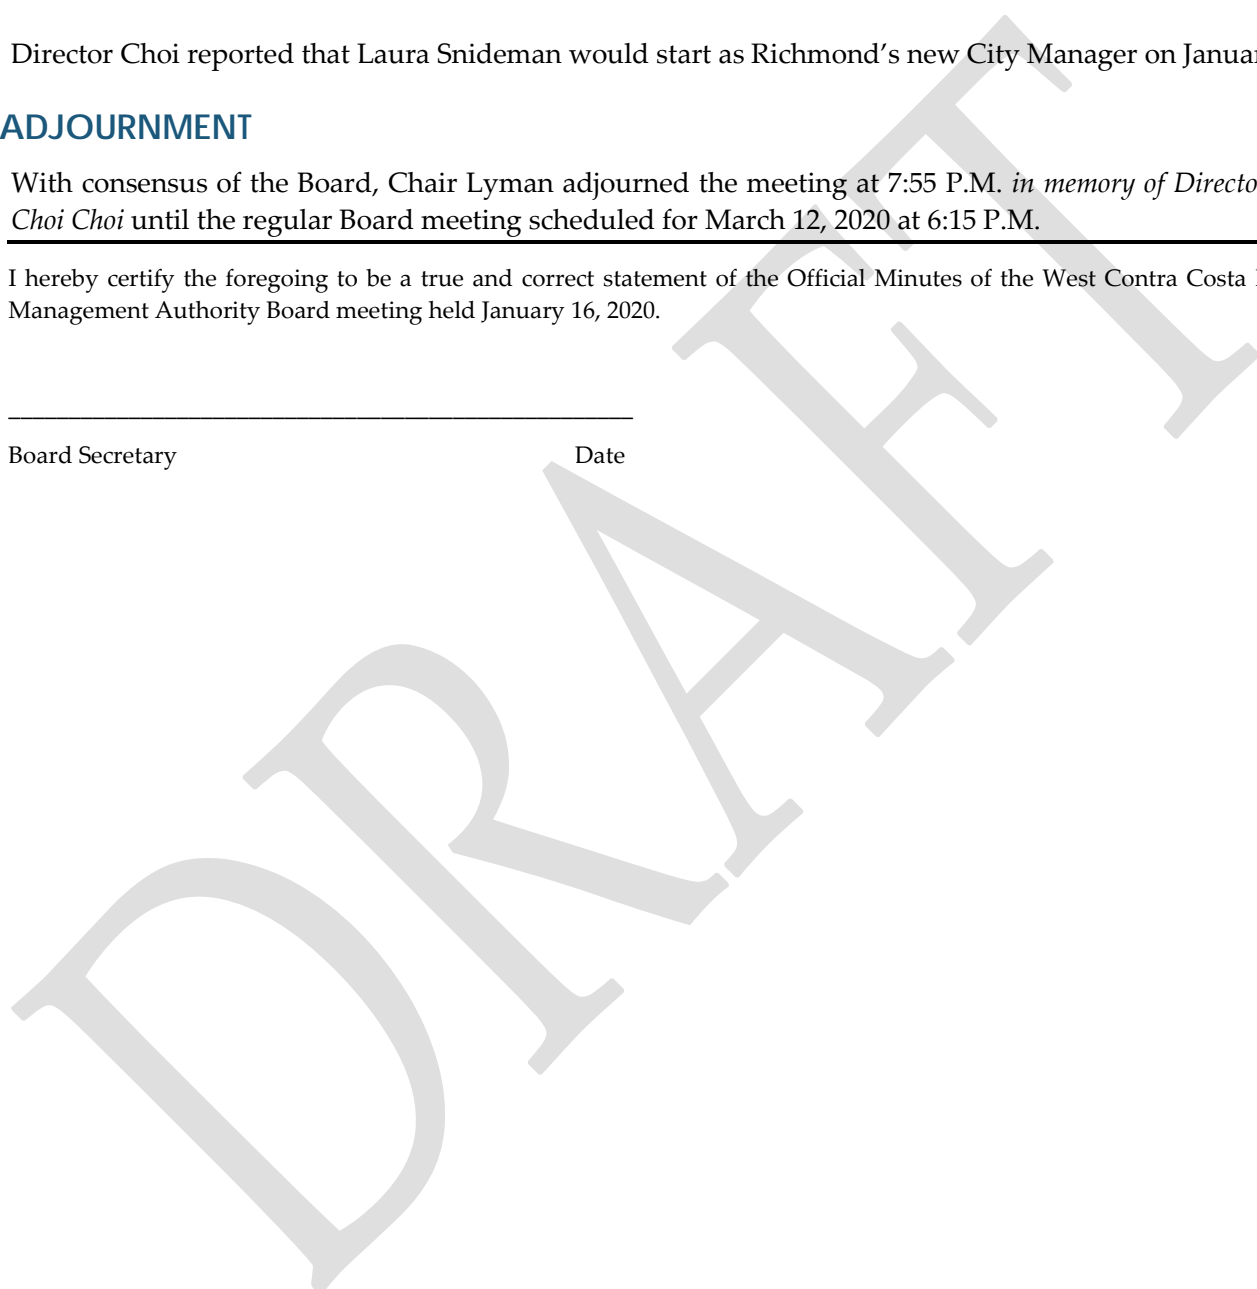 Director Choi reported that Laura Snideman would start as Richmond’s new City Manager on
ADJOURNMENT
With consensus of the Board, Chair Lyman adjourned the meeting at 7:55 P.M. in memory of
Choi Choi until the regular Board meeting scheduled for March 12, 2020 at 6:15 P.M.
I hereby certify the foregoing to be a true and correct statement of the Official Minutes of the West Contra Costa
Management Authority Board meeting held January 16, 2020.
____________________________________________________
Board Secretary Date
DRAFT